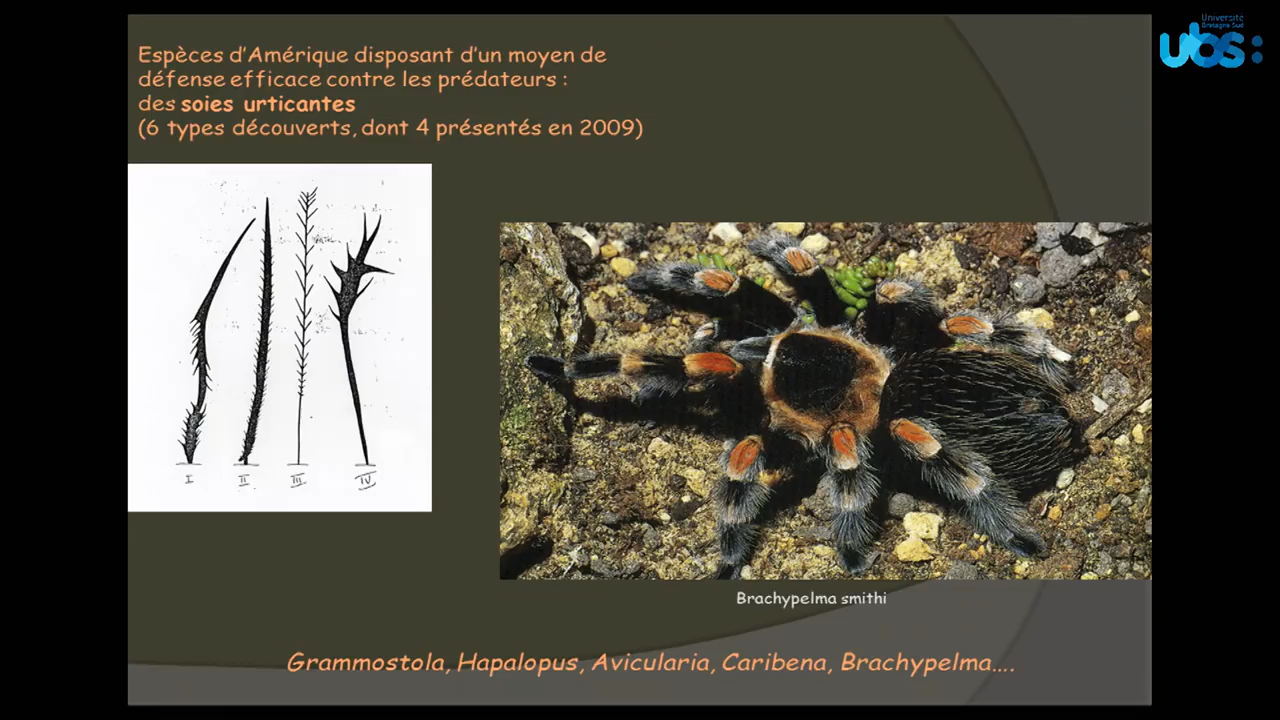 Université
Bretagne Sud
ubs:
Espèces d'Amérique disposant d'un moyen de
défense efficace contre les prédateurs :
des soies urticantes
(6 types découverts, dont 4 présentés en 2009)
I II III IV
Brachypelma smithi
Grammostola, Hapalopus, Avicularia, Caribena, Brachypelma....